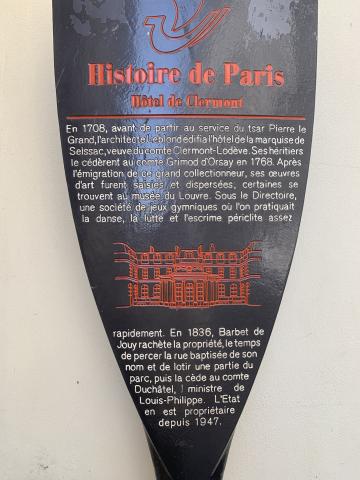 Histoire de Paris
Hôtel de Clermont
En 1708, avant de partir au service du tsar Pierre le
Grand, l'architecte Leblond édifia l'hôtel de la marquise de
Seissac, veuve du comte Clermont-Lodève. Ses héritiers
le cédèrent au comte Grimod d'Orsay en 1768. Après
l'émigration de ce grand collectionneur, ses œuvres
d'art furent saisies et dispersées; certaines se
trouvent au musée du Louvre. Sous le Directoire,
une société de jeux gymniques où l'on pratiquait
la danse, la lutte et l'escrime périclite assez
rapidement. En 1836, Barbet de
Jouy rachète la propriété, le temps
de percer la rue baptisée de son
nom et de lotir une partie du
parc, puis la cède au comte
Duchâtel, ministre de
Louis-Philippe. L'Etat
en est propriétaire
depuis 1947.